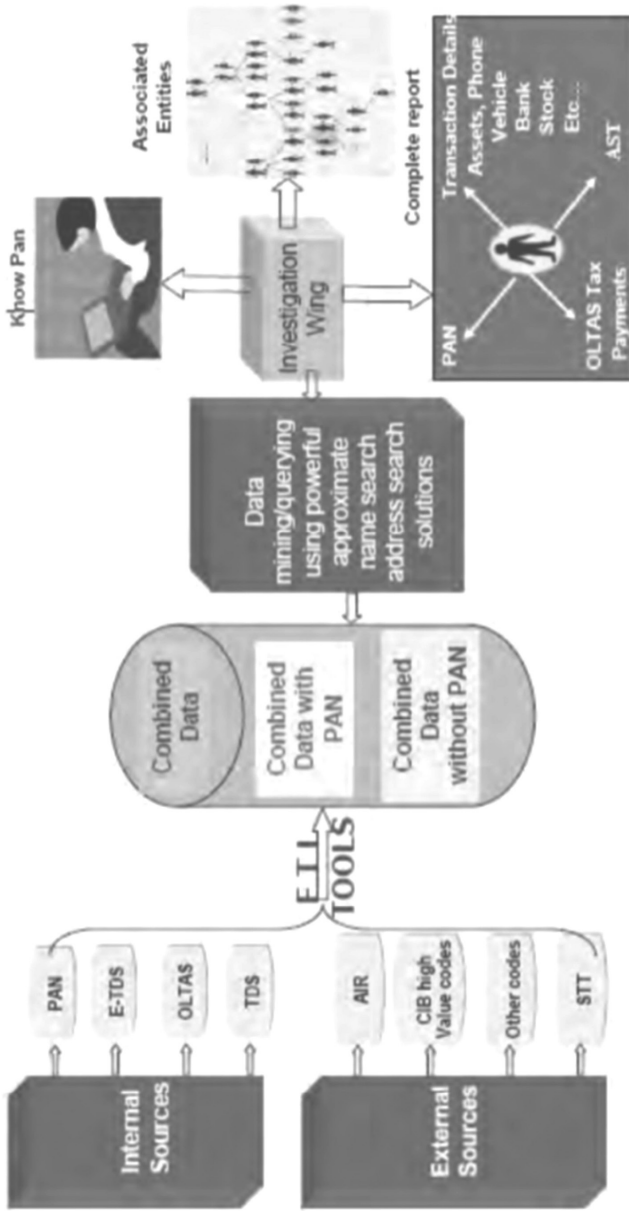 Internal
Sources
PAN
E-TDS
OLTAS
TDS
External
Sources
AIR
CIB high
Value codes
Other codes
STT
E T L
TOOLS
Combined
Data
Combined
Data with
PAN
Combined
Data
without PAN
Data
mining/querying
using powerful
approximate
name search
address search
solutions
Investigation
Wing
Know Pan
Associated
Entities
Complete report
PAN
Transaction Details
Assets, Phone
Vehicle
Bank
Stock
Etc...
OLTAS Tax
Payments
AST